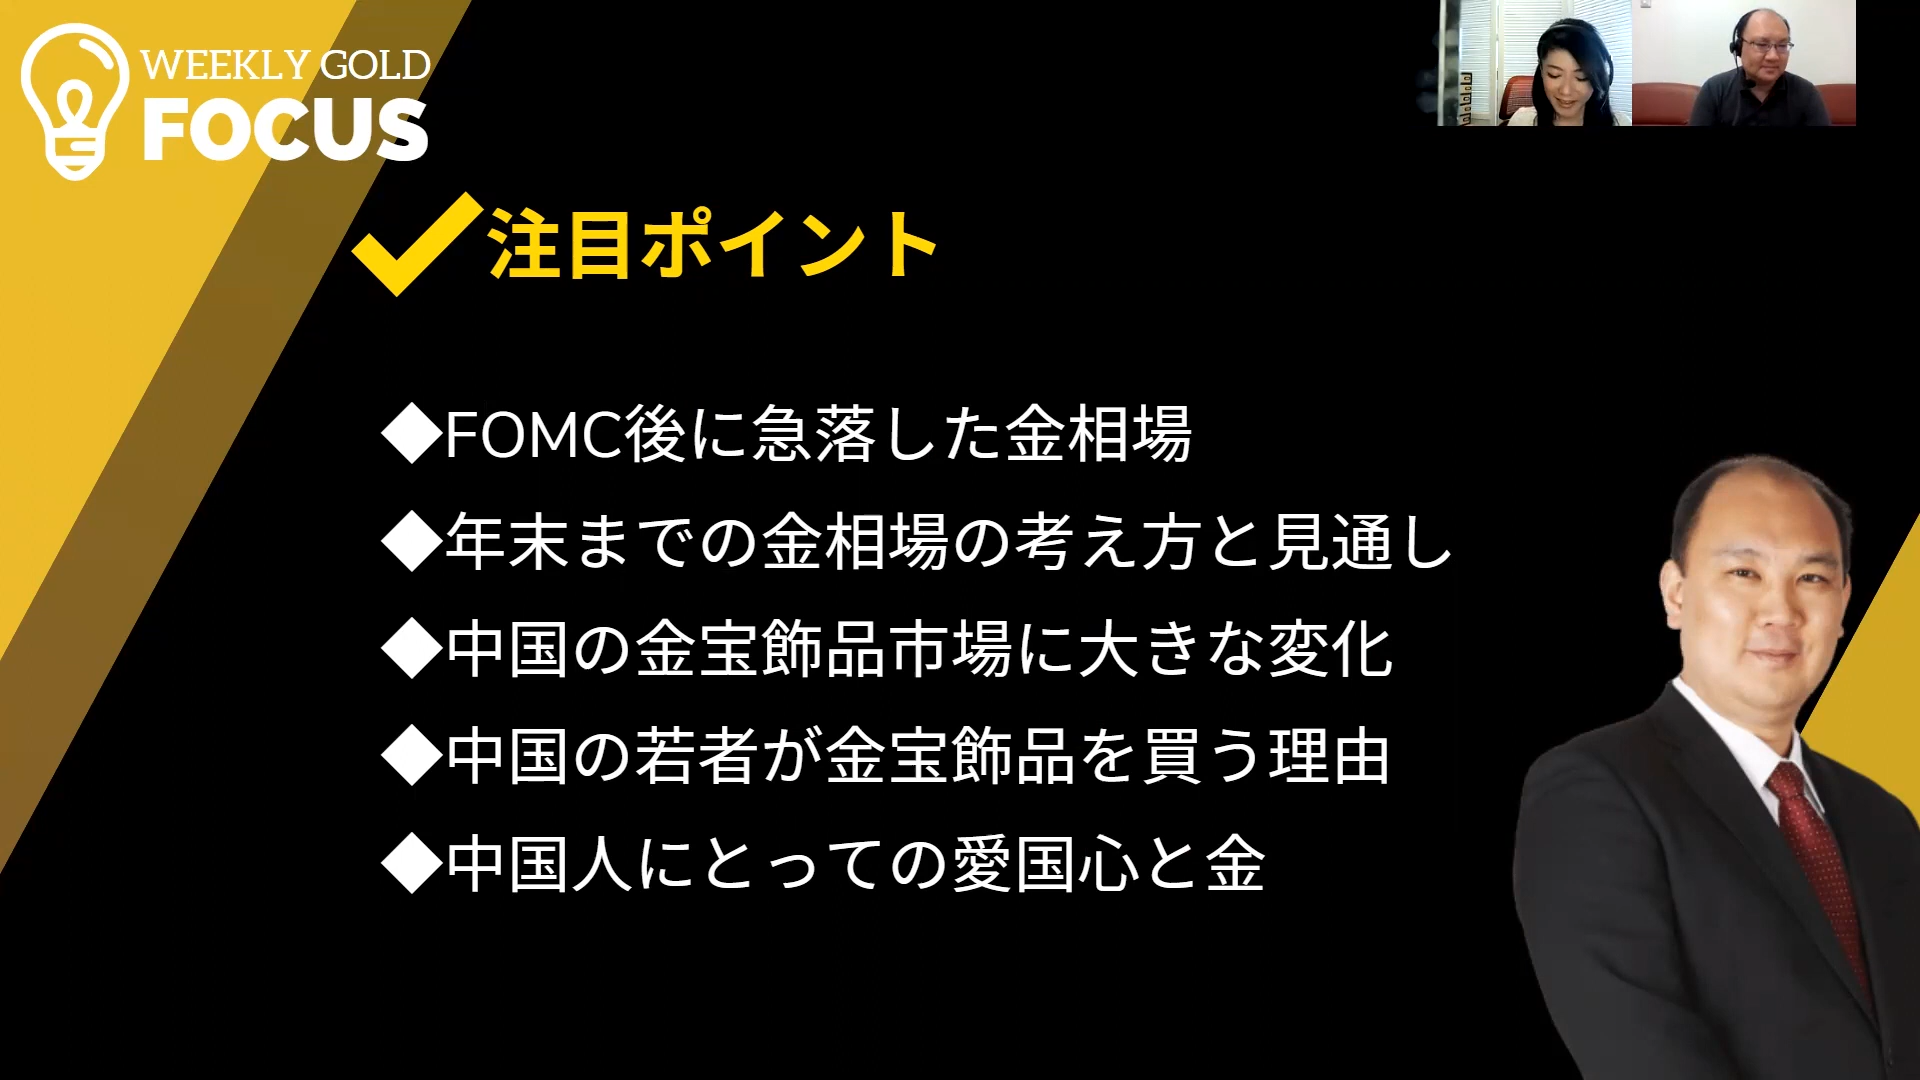 WEEKLY GOLD
FOCUS
注目ポイント
◆FOMC後に急落した金相場
◆年末までの金相場の考え方と見通し
◆中国の金宝飾品市場に大きな変化
◆中国の若者が金宝飾品を買う理由
◆中国人にとっての愛国心と金